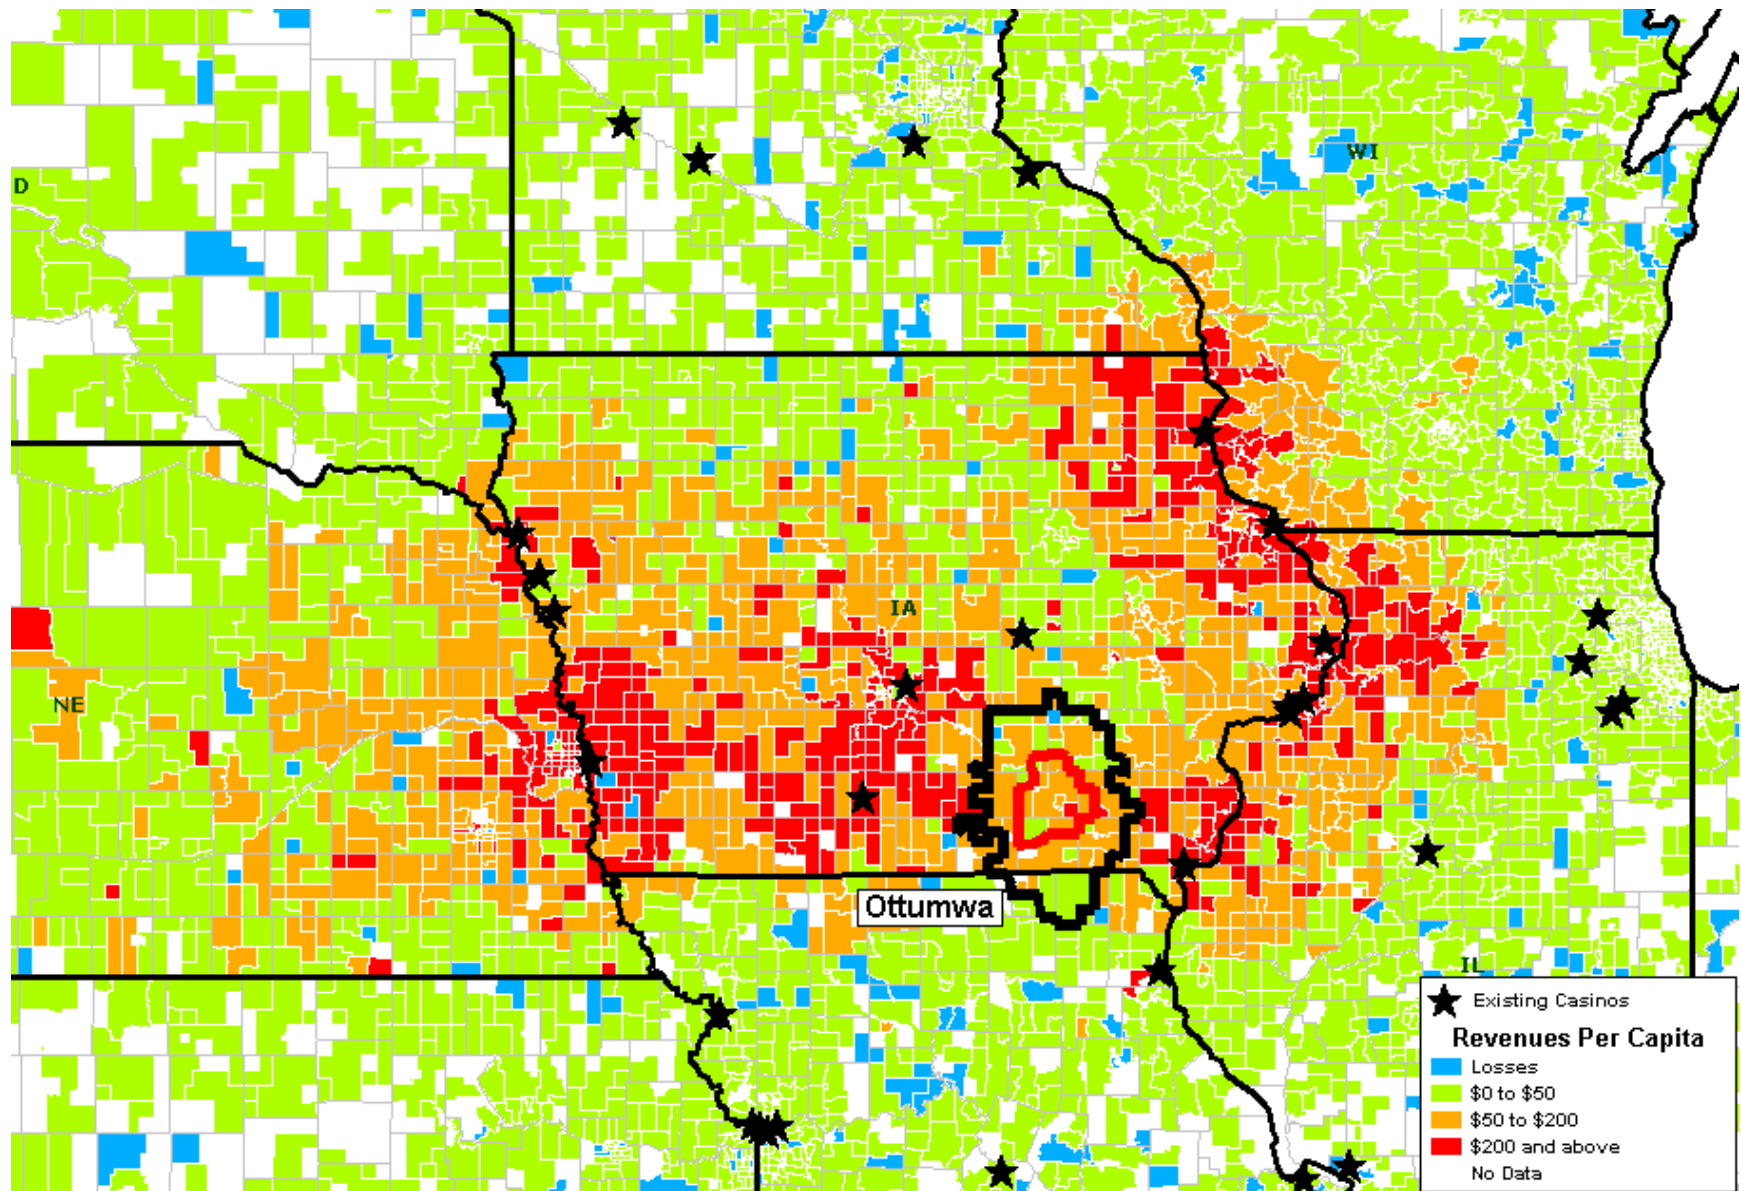 WI
D
IA
NE
Ottumwa
IL
Existing Casinos
Revenues Per Capita
Losses
$0 to $50
$50 to $200
$200 and above
No Data